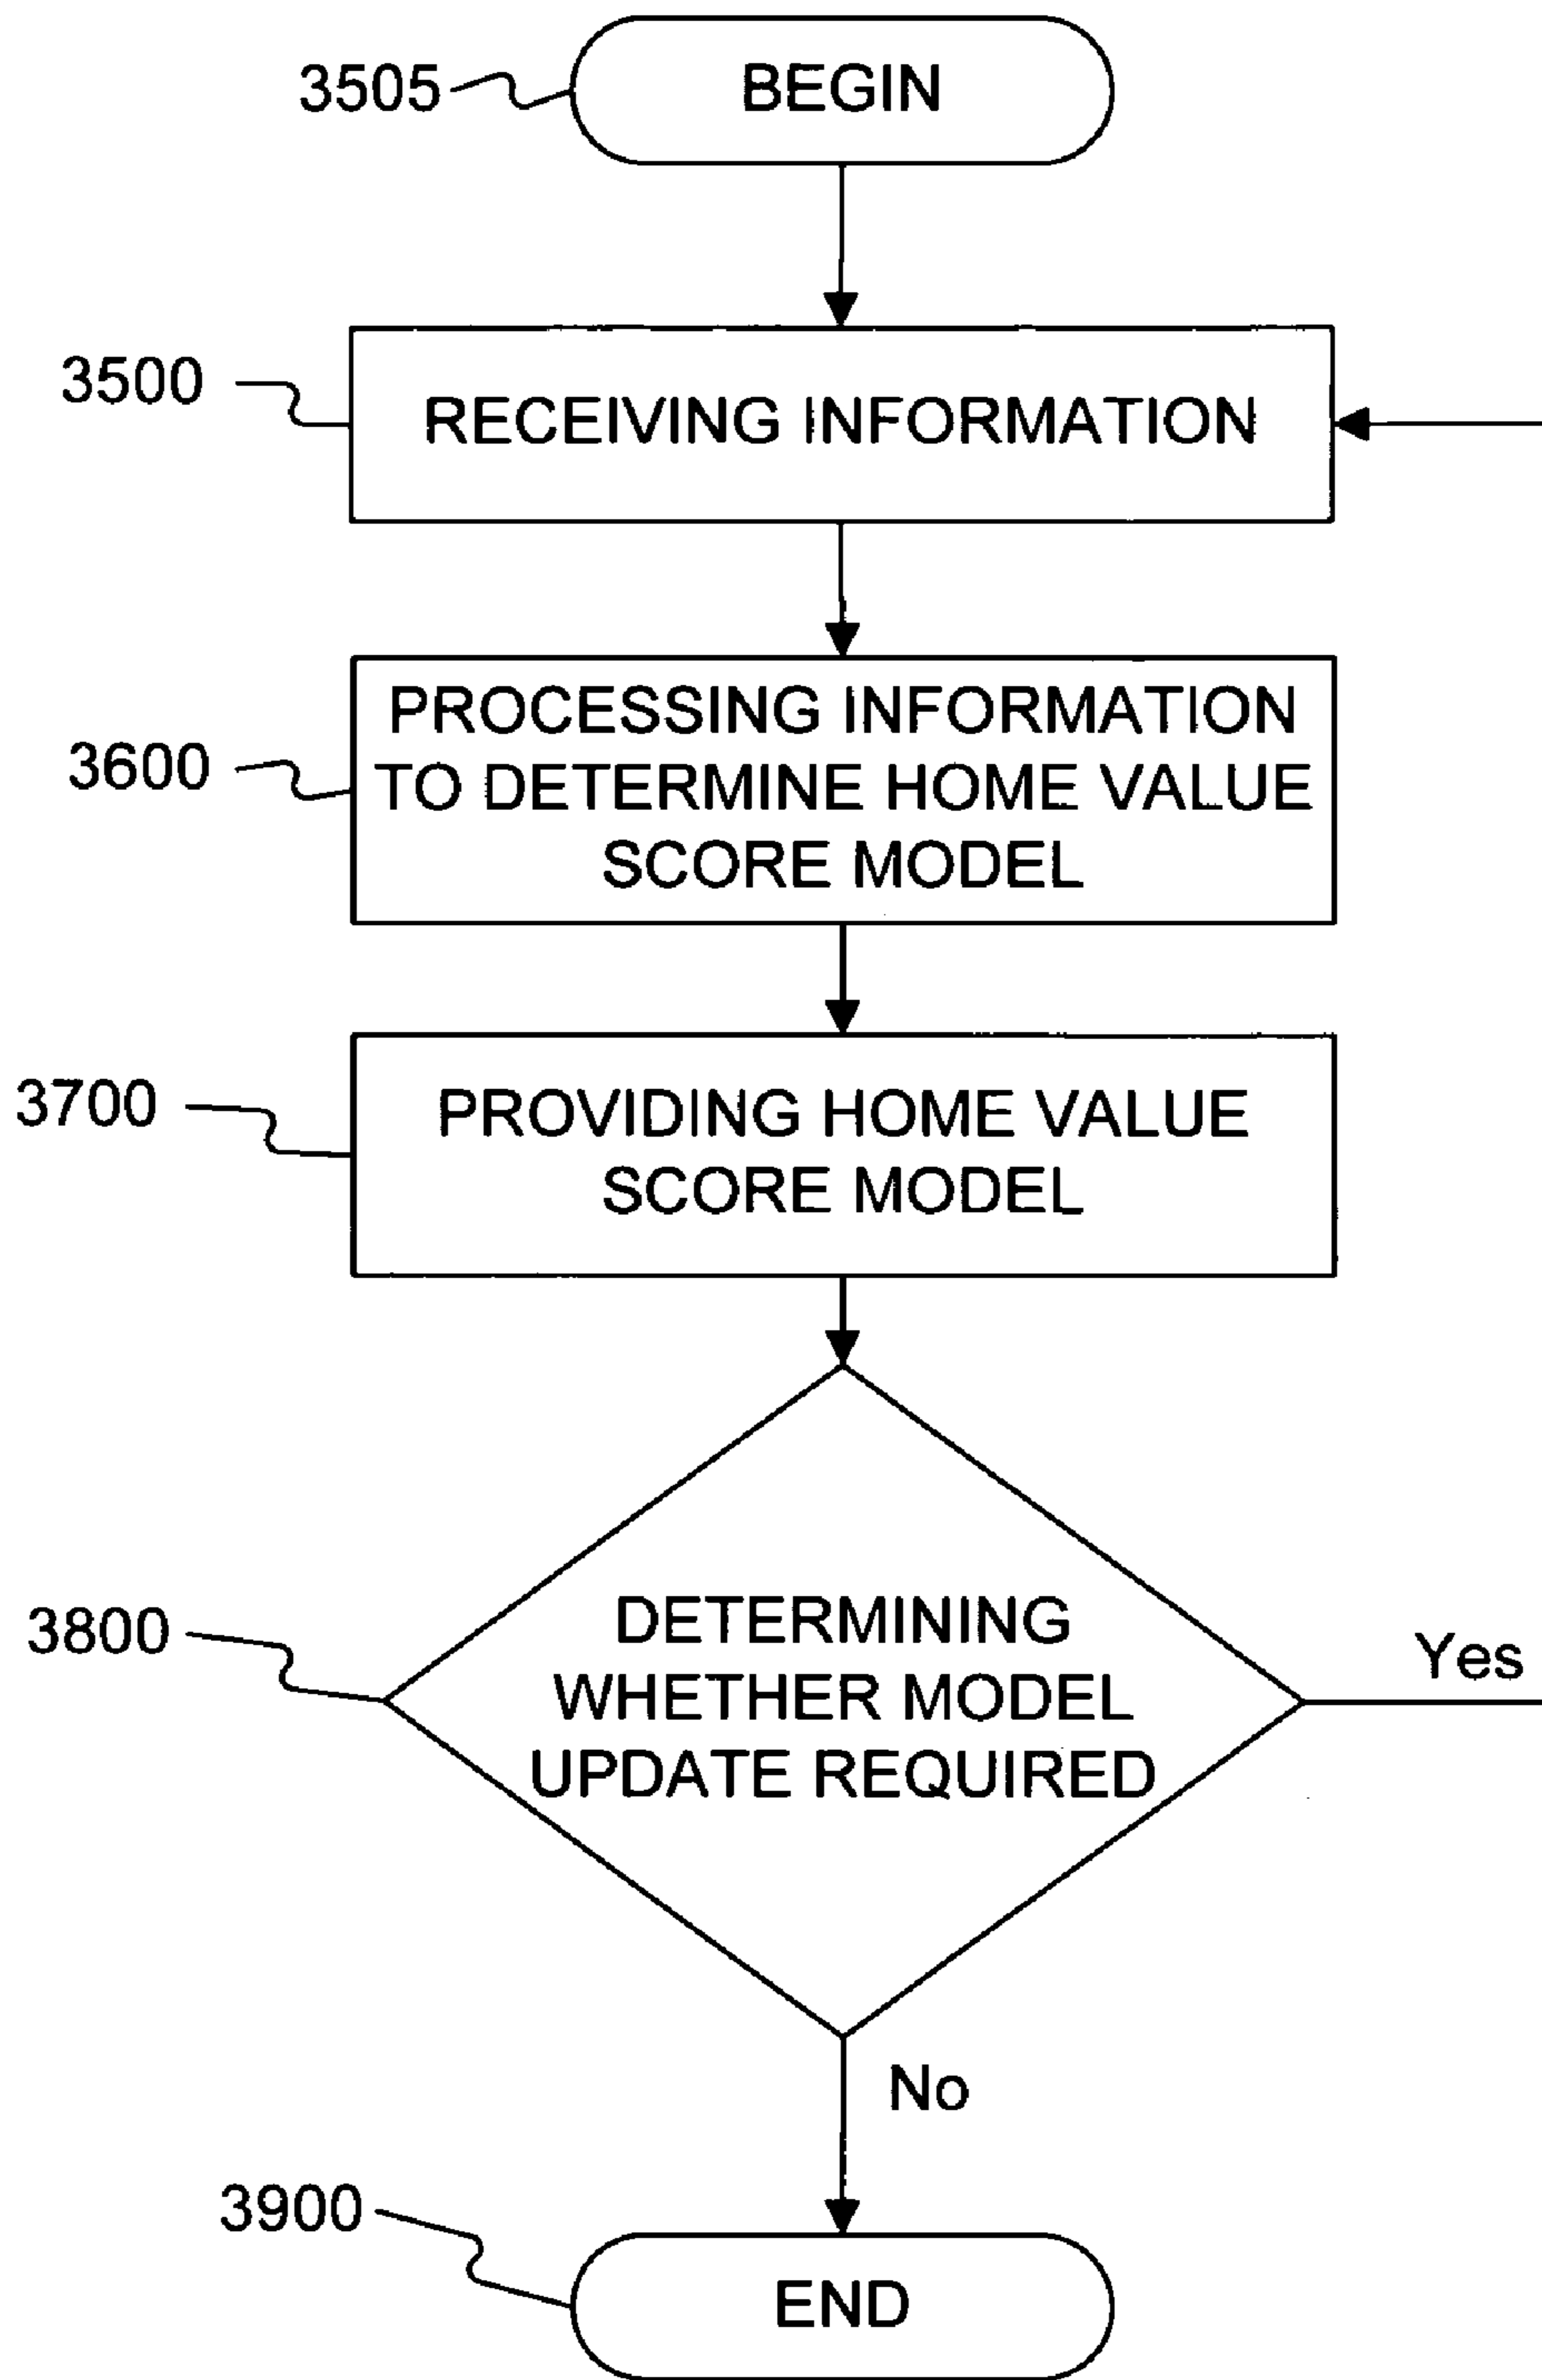 3505
BEGIN
3500
RECEIVING INFORMATION
3600
PROCESSING INFORMATION
TO DETERMINE HOME VALUE
SCORE MODEL
3700
PROVIDING HOME VALUE
SCORE MODEL
3800
DETERMINING
WHETHER MODEL
UPDATE REQUIRED
Yes
No
3900
END